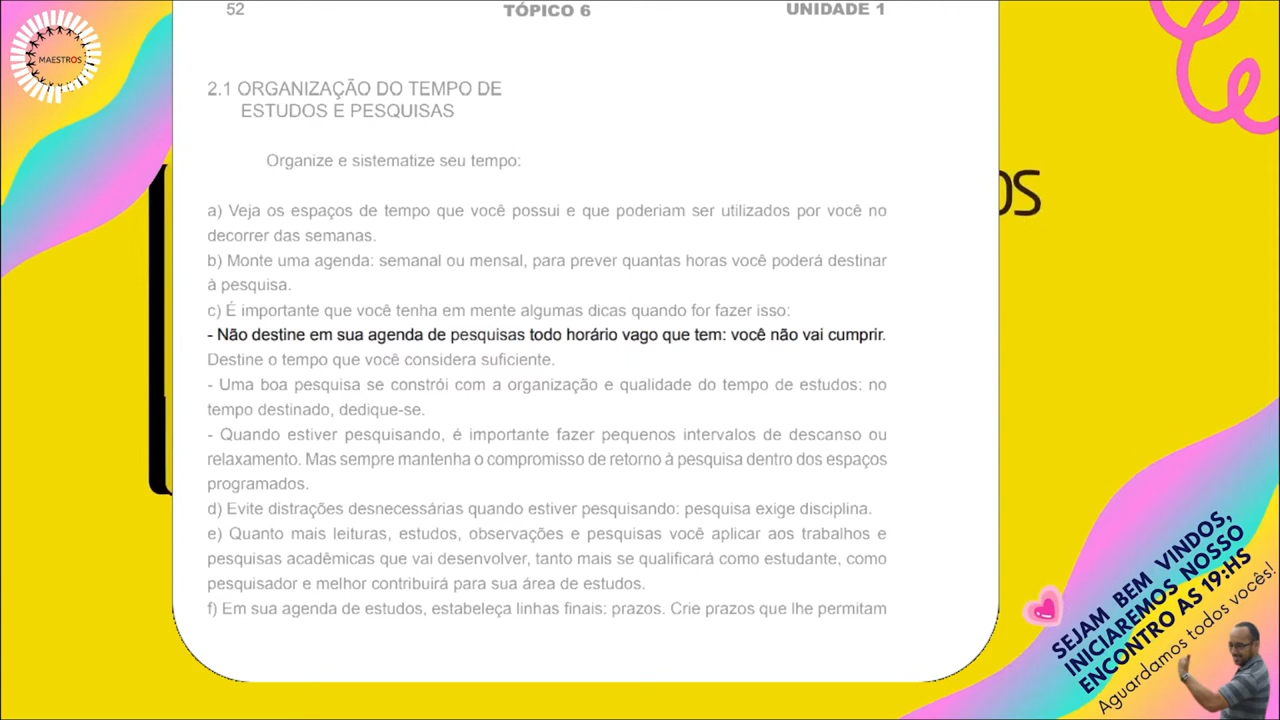 52 TÓPICO 6 UNIDADE 1
MAESTROS
2.1 ORGANIZAÇÃO DO TEMPO DE
ESTUDOS E PESQUISAS
Organize e sistematize seu tempo:
OS
a) Veja os espaços de tempo que você possui e que poderiam ser utilizados por você no
decorrer das semanas.
b) Monte uma agenda: semanal ou mensal, para prever quantas horas você poderá destinar
à pesquisa.
c) É importante que você tenha em mente algumas dicas quando for fazer isso:
- Não destine em sua agenda de pesquisas todo horário vago que tem: você não vai cumprir.
Destine o tempo que você considera suficiente.
- Uma boa pesquisa se constrói com a organização e qualidade do tempo de estudos: no
tempo destinado, dedique-se.
- Quando estiver pesquisando, é importante fazer pequenos intervalos de descanso ou
relaxamento. Mas sempre mantenha o compromisso de retorno à pesquisa dentro dos espaços
programados.
d) Evite distrações desnecessárias quando estiver pesquisando: pesquisa exige disciplina.
e) Quanto mais leituras, estudos, observações e pesquisas você aplicar aos trabalhos e
pesquisas acadêmicas que vai desenvolver, tanto mais se qualificará como estudante, como
pesquisador e melhor contribuirá para sua área de estudos.
f) Em sua agenda de estudos, estabeleça linhas finais: prazos. Crie prazos que lhe permitam
SEJAM BEM VINDOS,
INICIAREMOS NOSSO
ENCONTRO AS 19:HS
Aguardamos todos vocês!